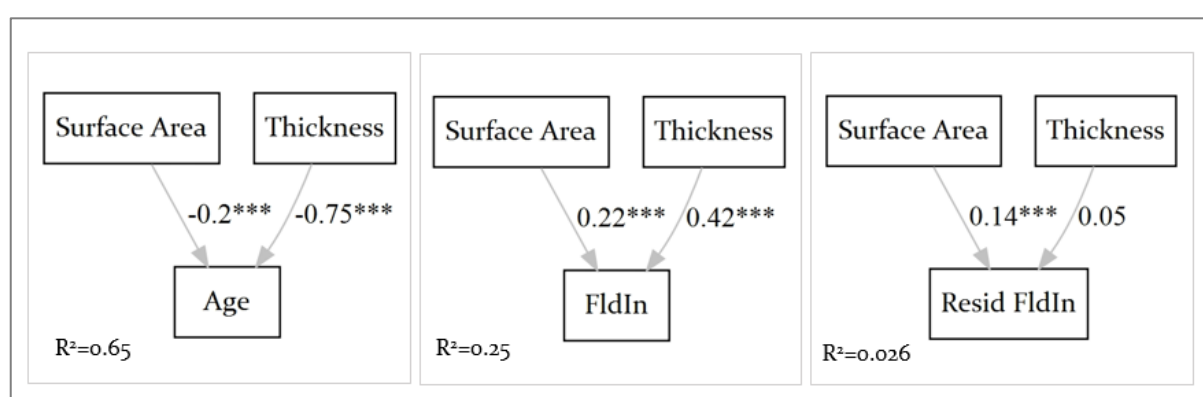 Surface Area Thickness
-0.2*** -0.75***
Age
R²=0.65
Surface Area Thickness
0.22*** 0.42***
FldIn
R²=0.25
Surface Area Thickness
0.14*** 0.05
Resid FldIn
R²=0.026